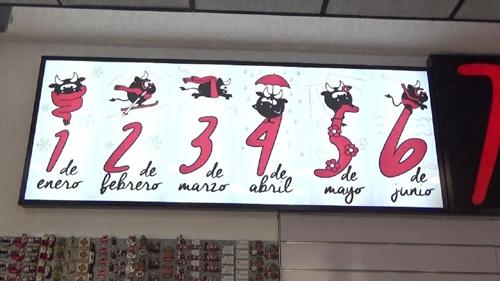 1 de enero
2 de febrero
3 de marzo
4 de abril
5 de mayo
6 de junio